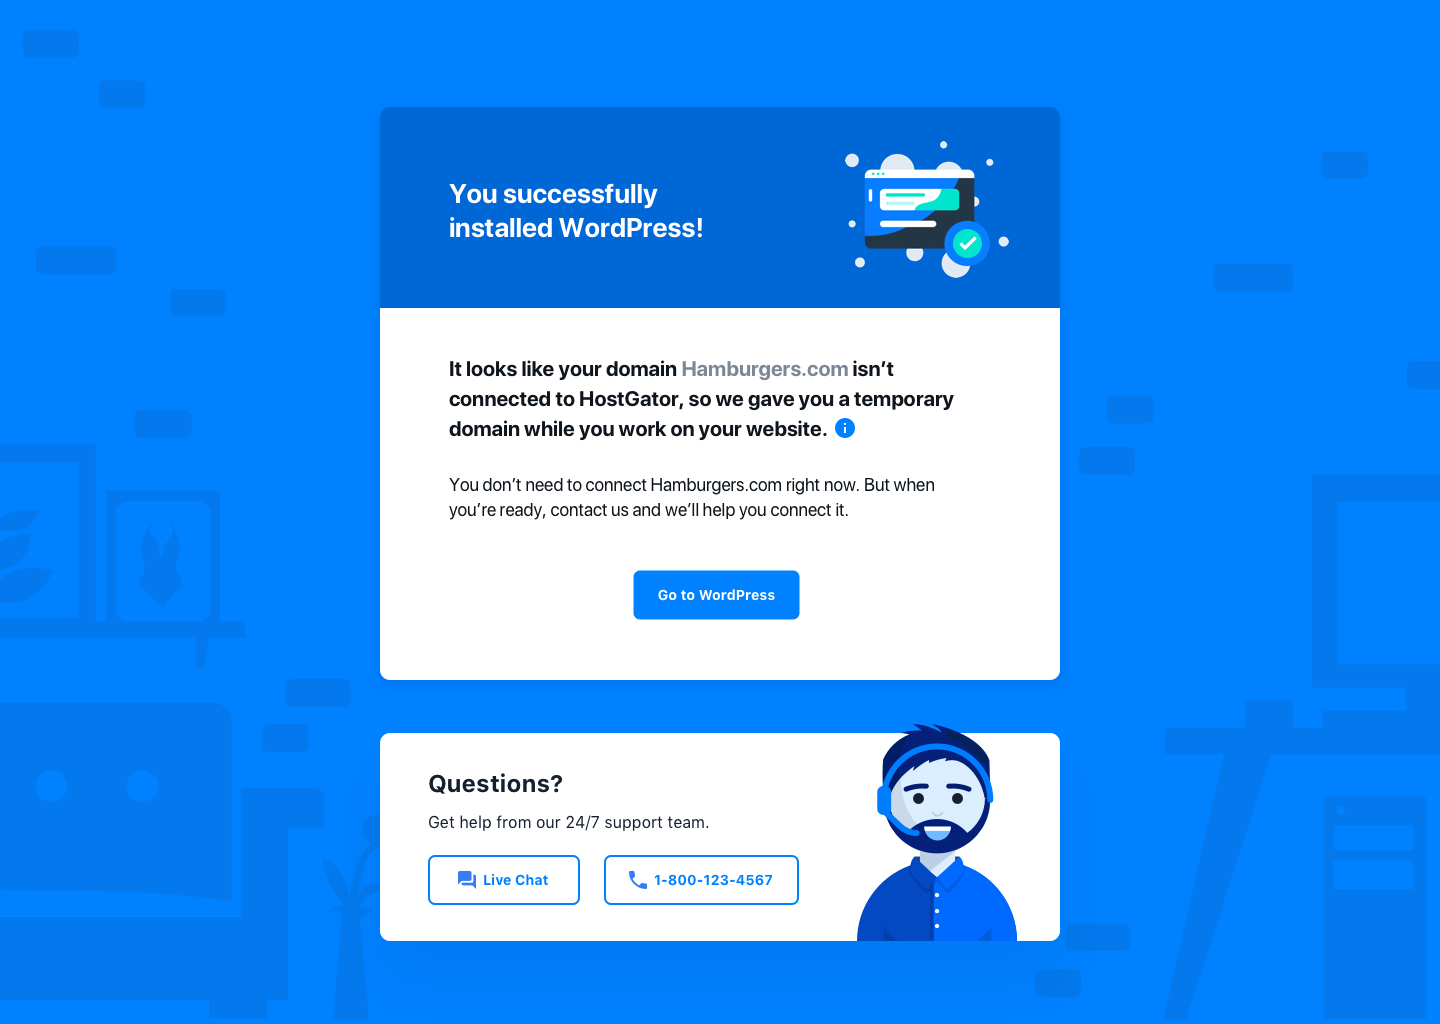 You successfully
installed WordPress!
It looks like your domain Hamburgers.com isn’t
connected to HostGator, so we gave you a temporary
domain while you work on your website.
You don’t need to connect Hamburgers.com right now. But when
you’re ready, contact us and we’ll help you connect it.
Go to WordPress
Questions?
Get help from our 24/7 support team.
Live Chat
1-800-123-4567